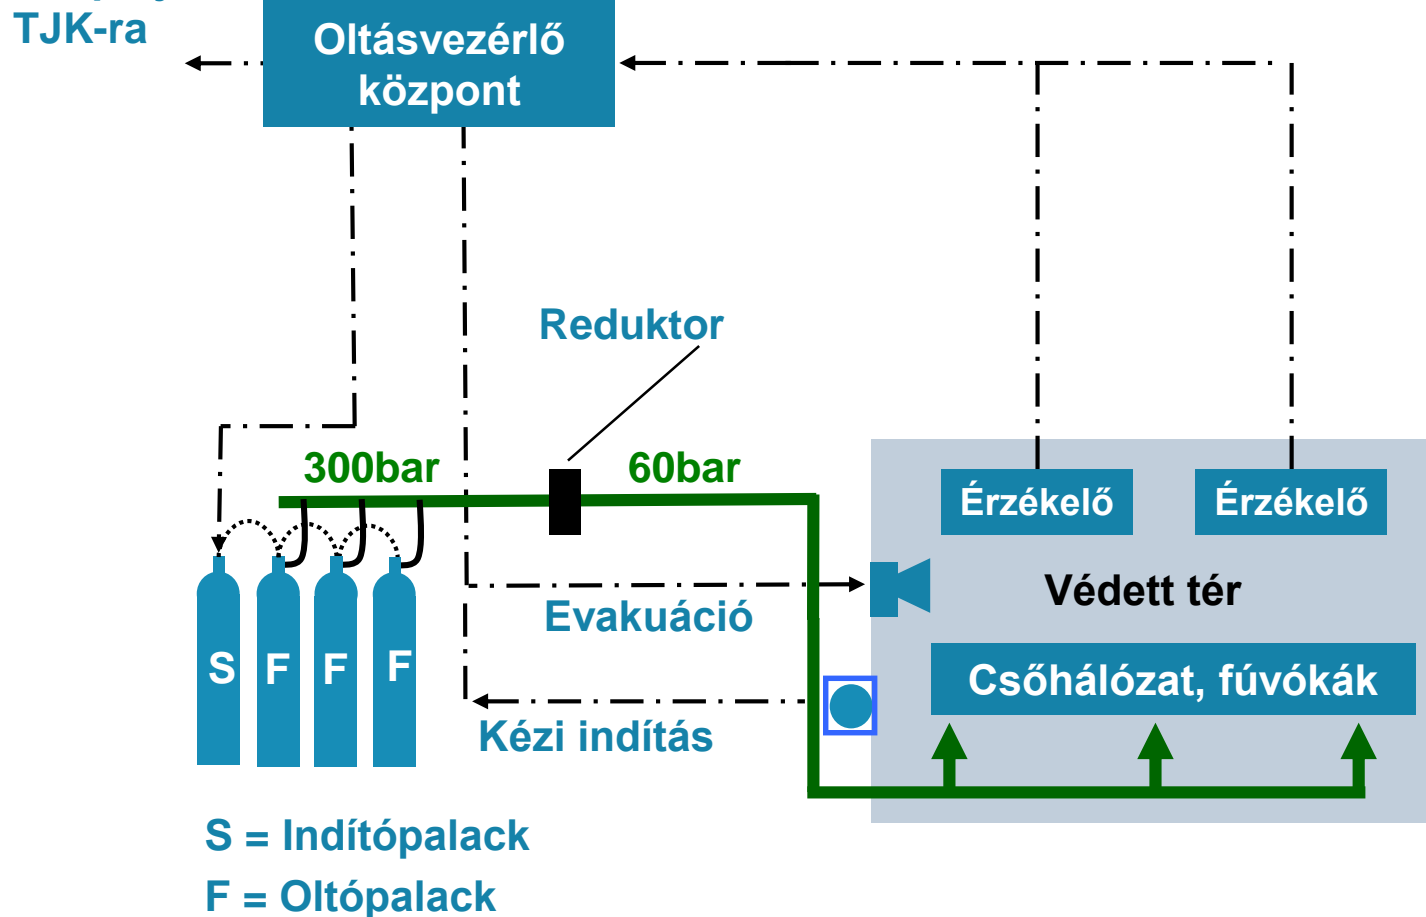 TJK-ra
Oltásvezérlő
központ
Reduktor
300bar
60bar
Érzékelő
Érzékelő
Védett tér
Evakuáció
S
F
F
F
Csőhálózat, fúvókák
Kézi indítás
S = Indítópalack
F = Oltópalack